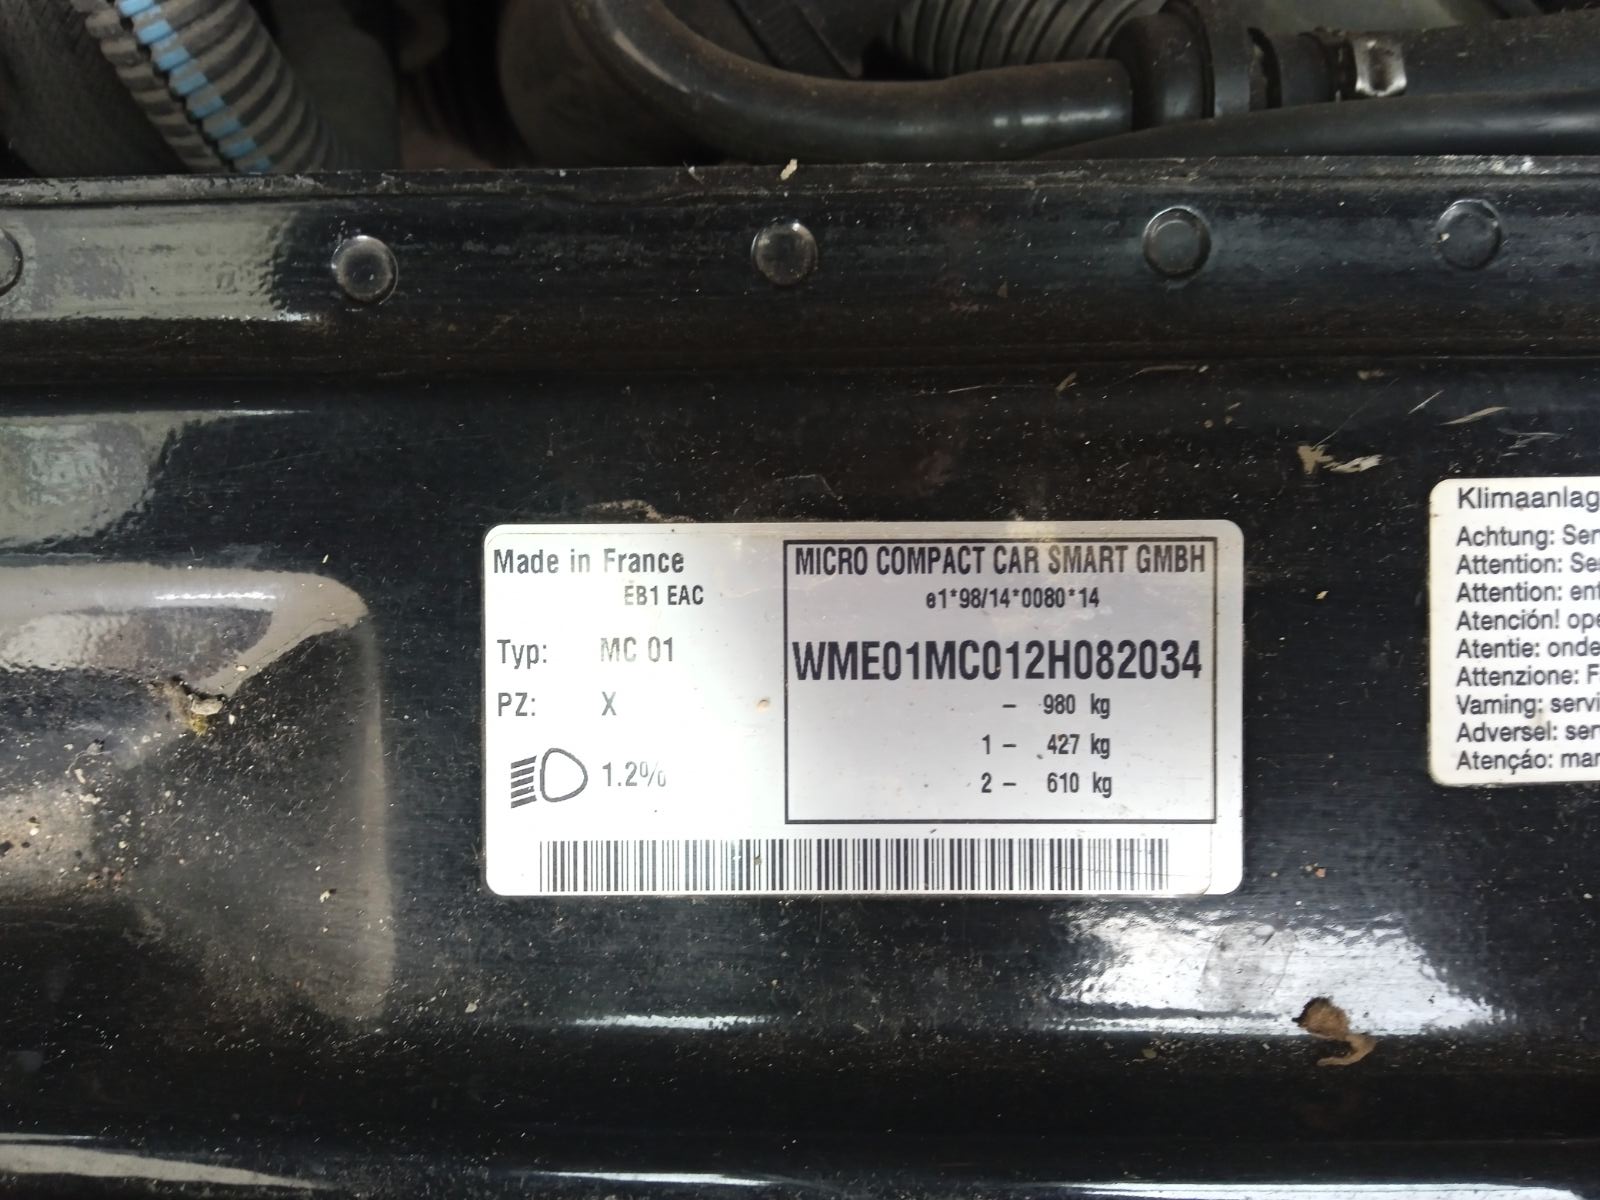 Made in France
EB1 EAC
Typ: MC 01
PZ: X
1.2%
MICRO COMPACT CAR SMART GMBH
e1*98/14*0080*14
WME01MC012H082034
- 980 kg
1 - 427 kg
2 - 610 kg
Klimaanlag
Achtung: Ser
Attention: Se
Attention: ent
Atención! ope
Atentie: onde
Attenzione: F
Varning: servi
Adversel: ser
Atenção: mar